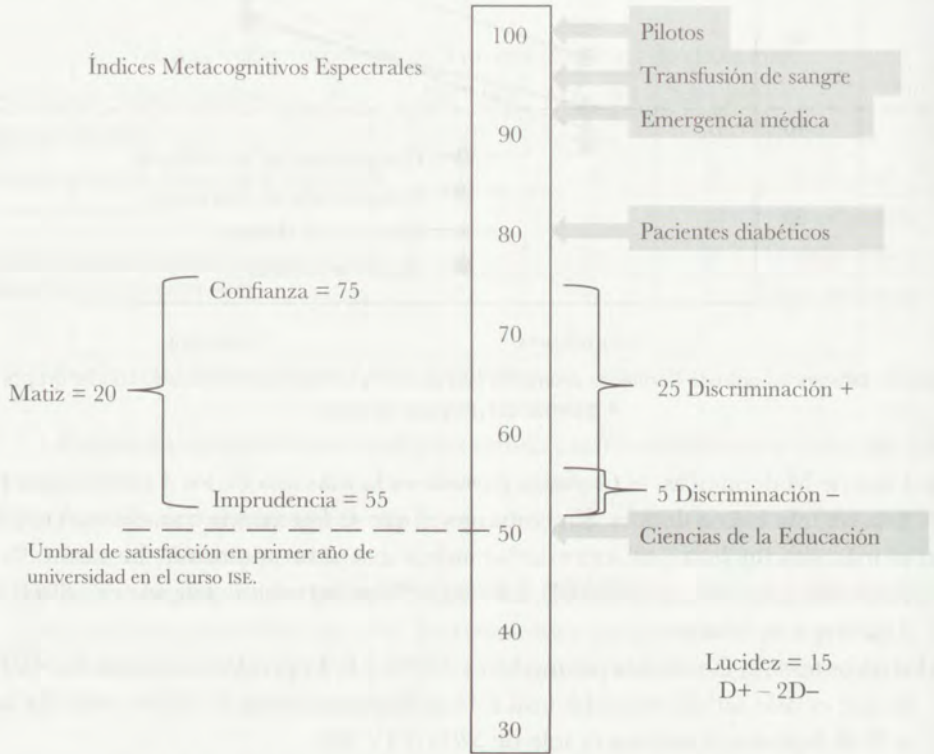 Índices Metacognitivos Espectrales
100
90
80
70
60
50
40
30
Pilotos
Transfusión de sangre
Emergencia médica
Pacientes diabéticos
Confianza = 75
Matiz = 20
Imprudencia = 55
25 Discriminación +
5 Discriminación –
Ciencias de la Educación
Umbral de satisfacción en primer año de
universidad en el curso ISE.
Lucidez = 15
D+ – 2D–